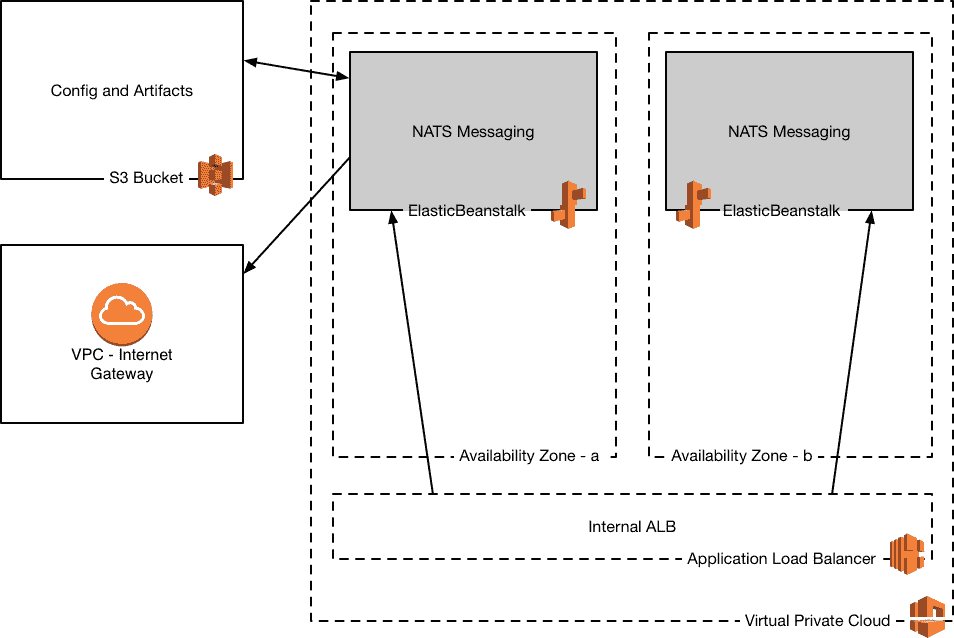 Config and Artifacts
S3 Bucket
VPC - Internet
Gateway
NATS Messaging
ElasticBeanstalk
Availability Zone - a
NATS Messaging
ElasticBeanstalk
Availability Zone - b
Internal ALB
Application Load Balancer
Virtual Private Cloud